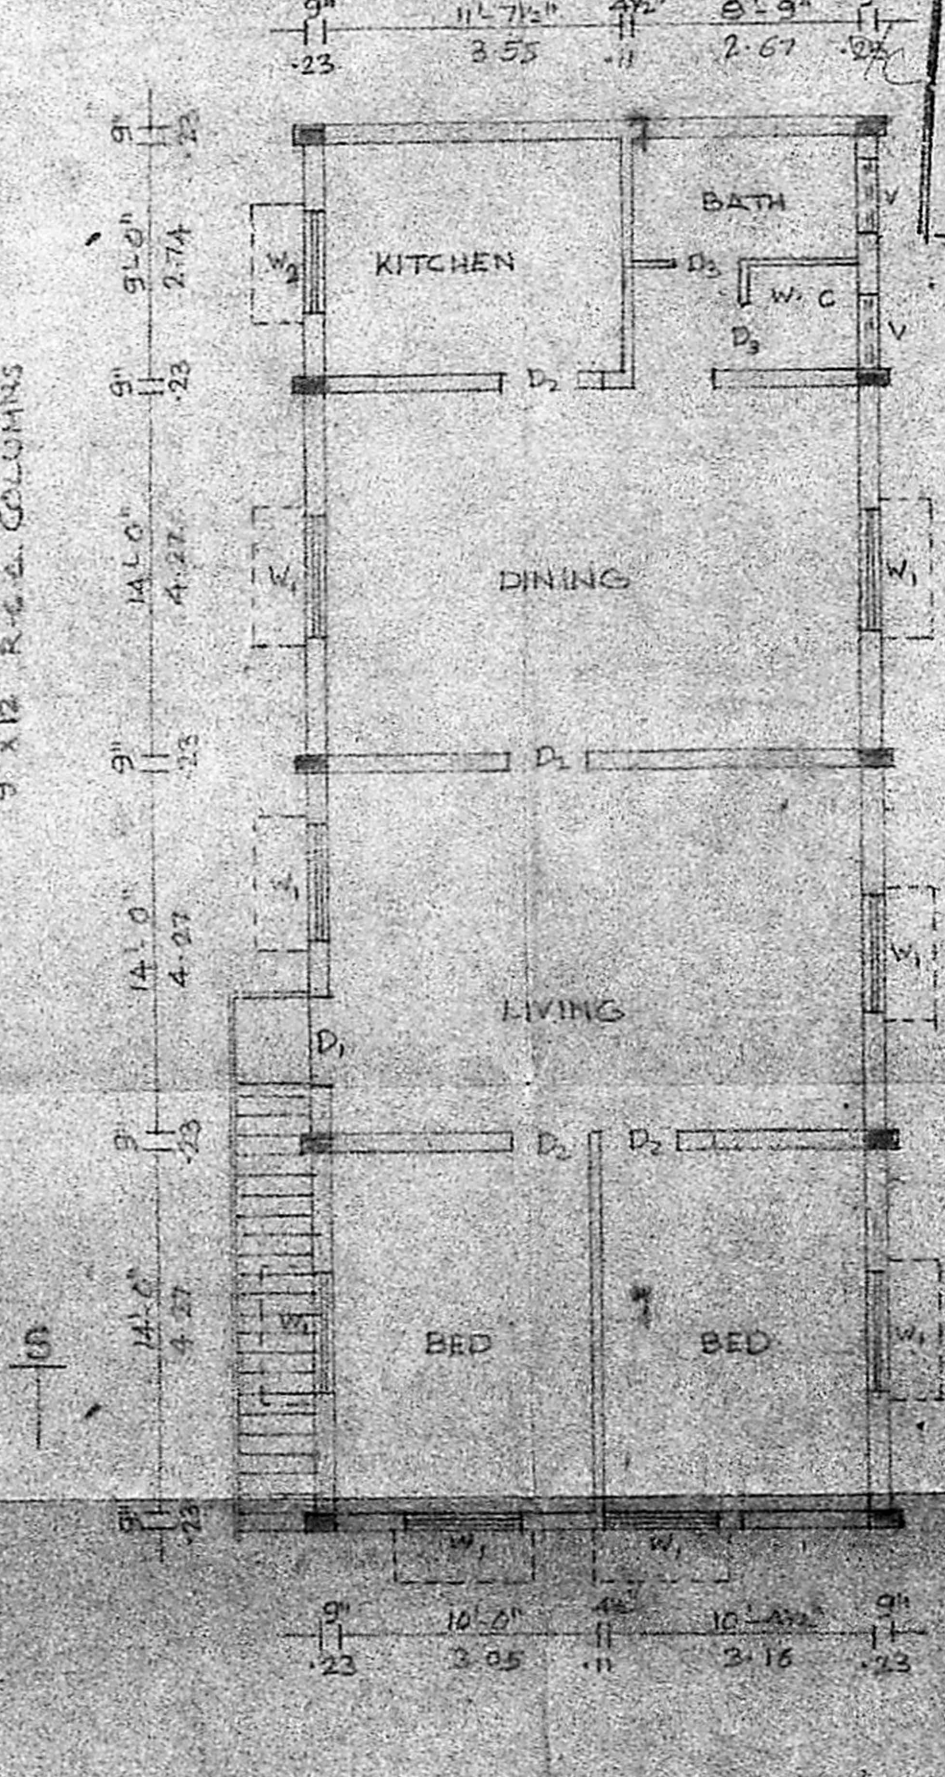 9" 11'-7½" 4½" 8'-9"
.23 3.55 .11 2.67
9" .23
BATH
V
9'-0" 2.74
W2 KITCHEN D3
W. C
V
D3
9" .23
D2
9" x 12" R.C.C. COLUMNS
14'-0" 4.27
W1 DINING W1
9" .23
D2
14'-0" 4.27
W1
LIVING
D1
9" .23
D2 D2
14'-0" 4.27
B
BED BED W1
9" .23
W1 W1
9" 10'-0" 4½" 10'-4½" 9"
.23 3.05 .11 3.16 .23